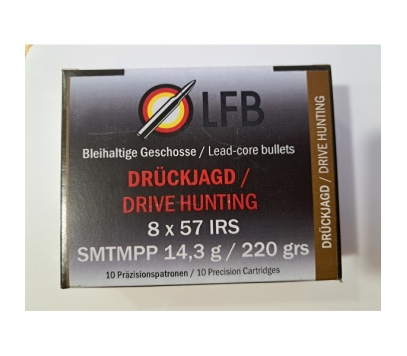 LFB
Bleihaltige Geschosse / Lead-core bullets
DRÜCKJAGD /
DRIVE HUNTING
8 x 57 IRS
SMTMPP 14,3 g / 220 grs
10 Präzisionspatronen / 10 Precision Cartridges
DRÜCKJAGD / DRIVE HUNTING